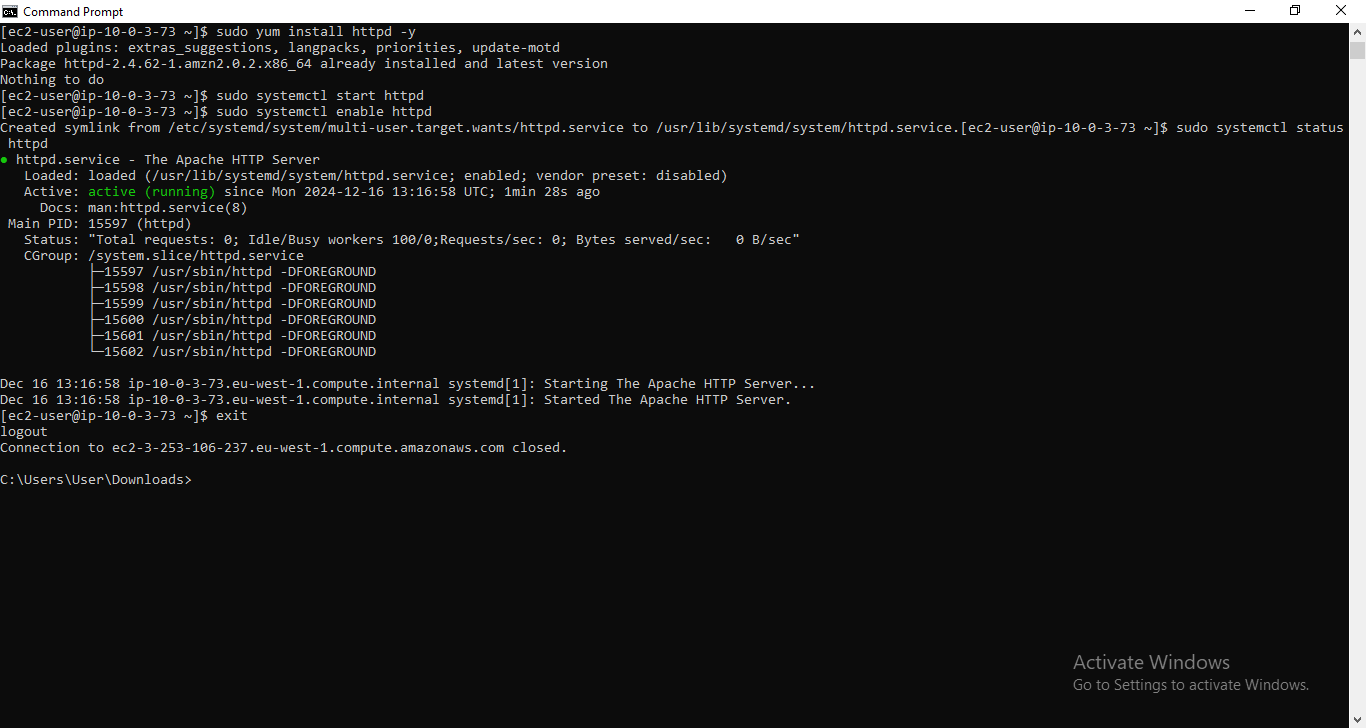 Command Prompt
[ec2-user@ip-10-0-3-73 ~]$ sudo yum install httpd -y
Loaded plugins: extras_suggestions, langpacks, priorities, update-motd
Package httpd-2.4.62-1.amzn2.0.2.x86_64 already installed and latest version
Nothing to do
[ec2-user@ip-10-0-3-73 ~]$ sudo systemctl start httpd
[ec2-user@ip-10-0-3-73 ~]$ sudo systemctl enable httpd
Created symlink from /etc/systemd/system/multi-user.target.wants/httpd.service to /usr/lib/systemd/system/httpd.service.[ec2-user@ip-10-0-3-73 ~]$ sudo systemctl status
 httpd
● httpd.service - The Apache HTTP Server
   Loaded: loaded (/usr/lib/systemd/system/httpd.service; enabled; vendor preset: disabled)
   Active: active (running) since Mon 2024-12-16 13:16:58 UTC; 1min 28s ago
     Docs: man:httpd.service(8)
 Main PID: 15597 (httpd)
   Status: "Total requests: 0; Idle/Busy workers 100/0;Requests/sec: 0; Bytes served/sec:   0 B/sec"
   CGroup: /system.slice/httpd.service
           ├─15597 /usr/sbin/httpd -DFOREGROUND
           ├─15598 /usr/sbin/httpd -DFOREGROUND
           ├─15599 /usr/sbin/httpd -DFOREGROUND
           ├─15600 /usr/sbin/httpd -DFOREGROUND
           ├─15601 /usr/sbin/httpd -DFOREGROUND
           └─15602 /usr/sbin/httpd -DFOREGROUND
Dec 16 13:16:58 ip-10-0-3-73.eu-west-1.compute.internal systemd[1]: Starting The Apache HTTP Server...
Dec 16 13:16:58 ip-10-0-3-73.eu-west-1.compute.internal systemd[1]: Started The Apache HTTP Server.
[ec2-user@ip-10-0-3-73 ~]$ exit
logout
Connection to ec2-3-253-106-237.eu-west-1.compute.amazonaws.com closed.
C:\Users\User\Downloads>
Activate Windows
Go to Settings to activate Windows.